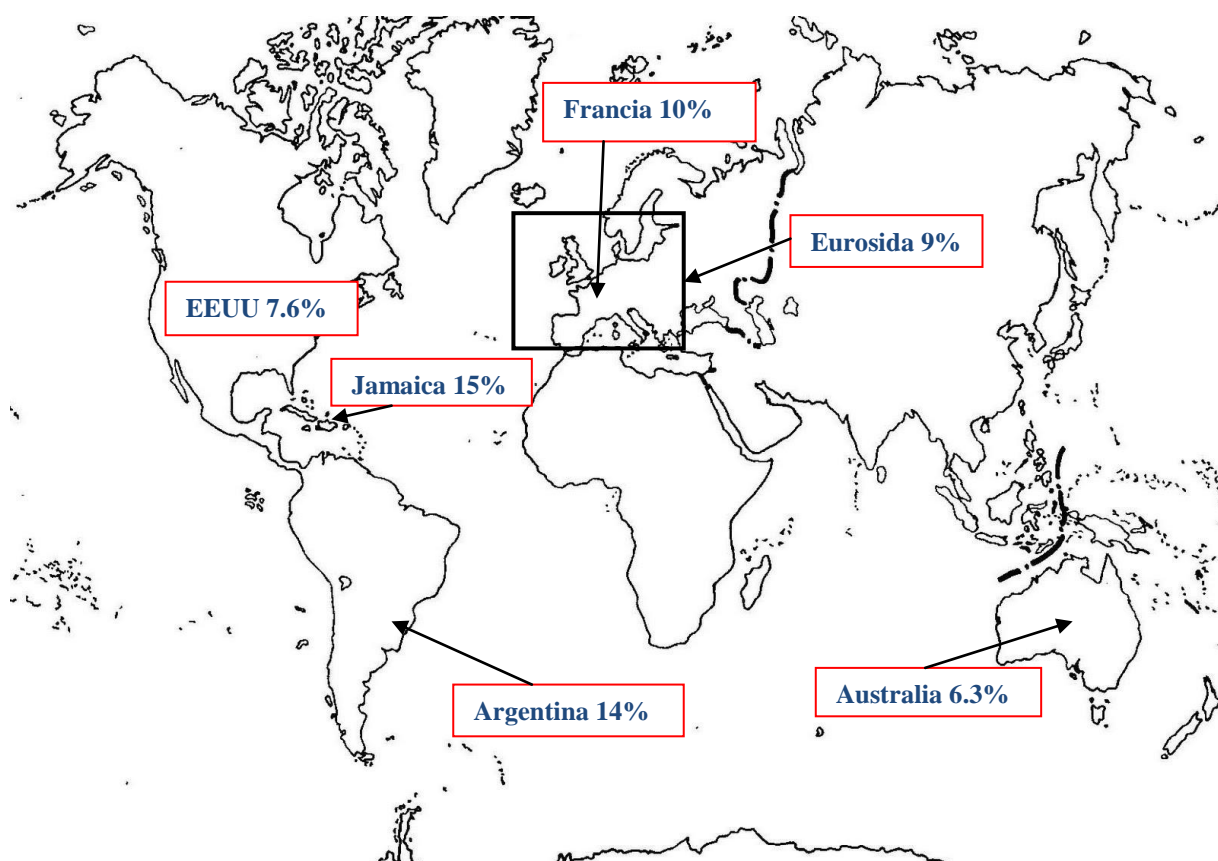 Francia 10%
Eurosida 9%
EEUU 7.6%
Jamaica 15%
Argentina 14%
Australia 6.3%